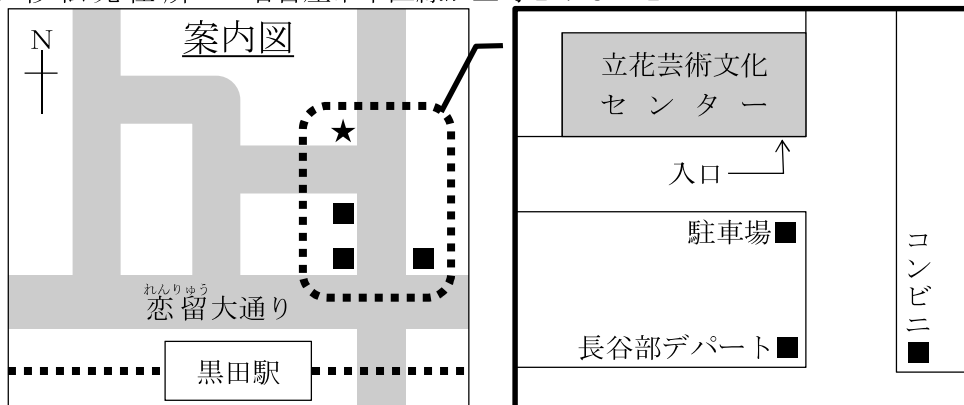 案内図
N
★
恋留大通り
れんりゅう
黒田駅
立花芸術文化
センター
入口
駐車場■
長谷部デパート■
コンビニ■